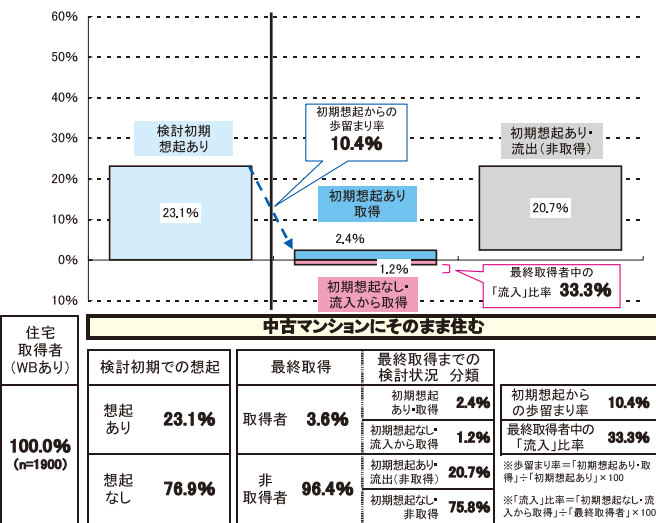 60%
50%
40%
30%
20%
10%
0%
10%
検討初期
想起あり
23.1%
初期想起からの
歩留まり率
10.4%
初期想起あり
取得
2.4%
1.2%
初期想起なし・
流入から取得
初期想起あり・
流出(非取得)
20.7%
最終取得者中の
「流入」比率 33.3%
住宅
取得者
(WBあり)
100.0%
(n=1900)
中古マンションにそのまま住む
検討初期での想起
想起
あり
23.1%
想起
なし
76.9%
最終取得
取得者
3.6%
非
取得者
96.4%
最終取得までの
検討状況 分類
初期想起
あり・取得
2.4%
初期想起なし・
流入から取得
1.2%
初期想起あり・
流出(非取得)
20.7%
初期想起なし・
非取得
75.8%
初期想起から
の歩留まり率
10.4%
最終取得者中の
「流入」比率
33.3%
※歩留まり率=「初期想起あり・取
得」÷「初期想起あり」×100
※「流入」比率=「初期想起なし・流
入から取得」÷「最終取得者」×100